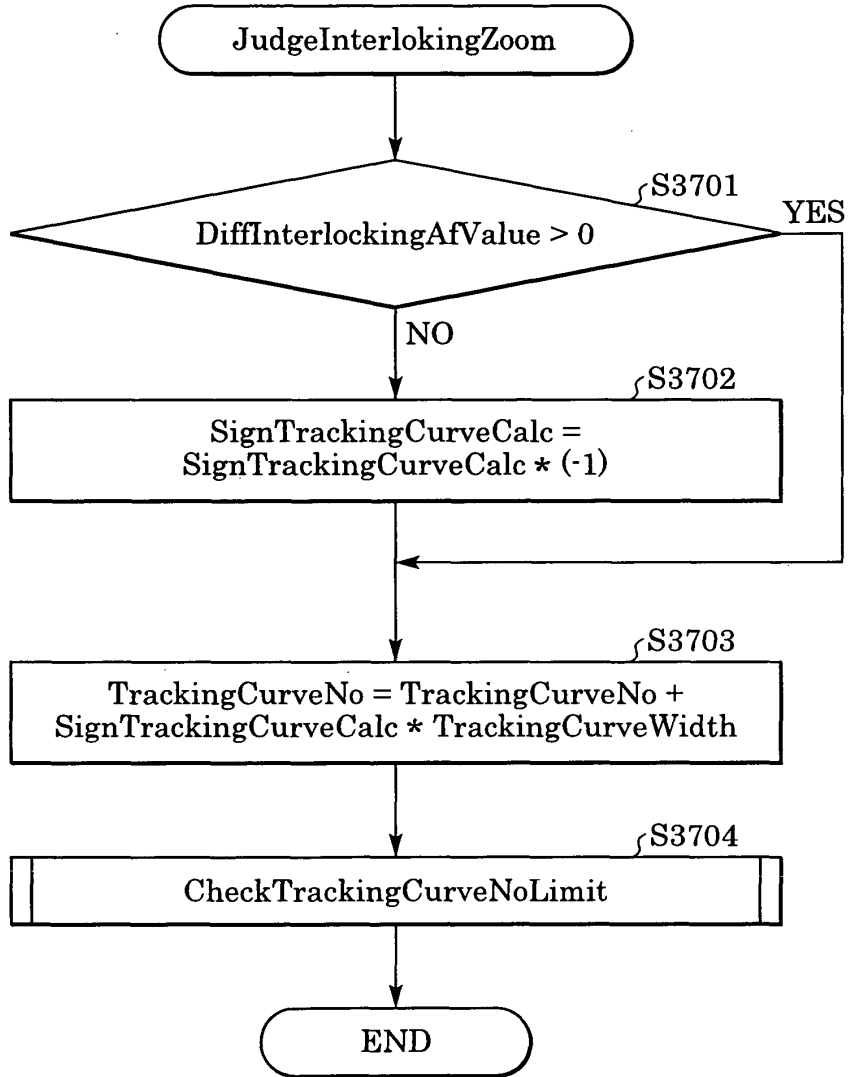 JudgeInterlokingZoom
S3701
YES
DiffInterlockingAfValue > 0
NO
S3702
SignTrackingCurveCalc =
SignTrackingCurveCalc * (-1)
S3703
TrackingCurveNo = TrackingCurveNo +
SignTrackingCurveCalc * TrackingCurveWidth
S3704
CheckTrackingCurveNoLimit
END